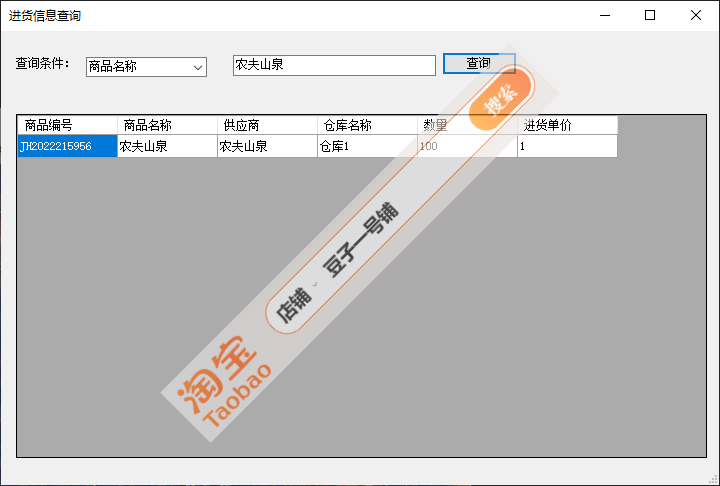 进货信息查询
查询条件： 商品名称 农夫山泉 查询
商品编号 商品名称 供应商 仓库名称 数量 进货单价
JH2022215956 农夫山泉 农夫山泉 仓库1 100 1
淘宝
Taobao
店铺 豆子一号铺 搜索